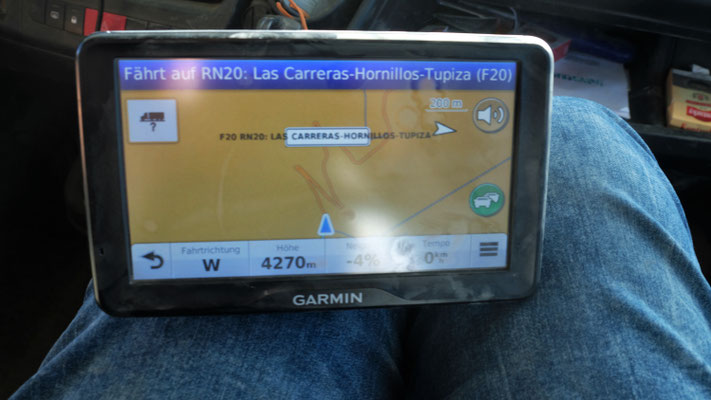 Fährt auf RN20: Las Carreras-Hornillos-Tupiza (F20)
200 m
?
F20 RN20: LAS CARRERAS-HORNILLOS-TUPIZA
Fahrtrichtung Höhe Tempo
W 4270m -4% 0 km/h
GARMIN